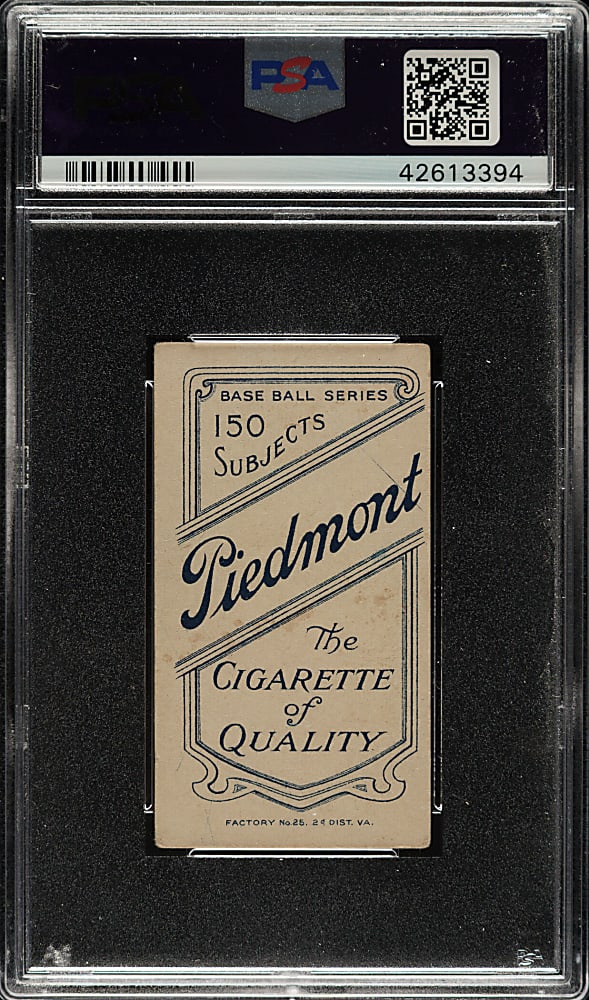 PSA
42613394
BASE BALL SERIES
150
SUBJECTS
Piedmont
The
CIGARETTE
of
QUALITY
FACTORY No. 25. 2d DIST. VA.